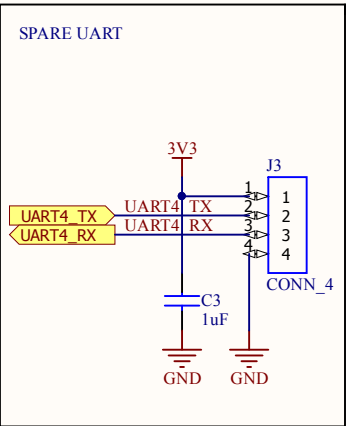 SPARE UART
3V3
J3
1
1
UART4_TX
UART4_TX
2
2
UART4_RX
UART4_RX
3
3
4
4
CONN_4
C3
1uF
GND
GND